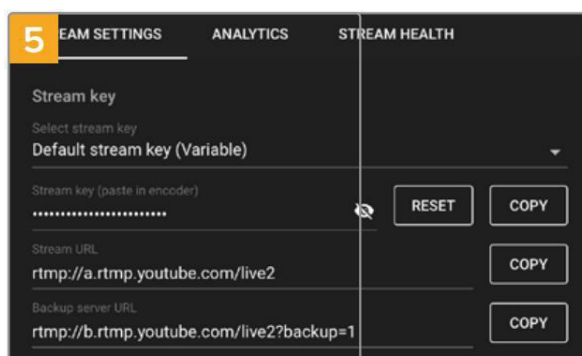 5
EAM SETTINGS ANALYTICS STREAM HEALTH
Stream key
Select stream key
Default stream key (Variable)
Stream key (paste in encoder)
•••••••••••••••••••••••• RESET COPY
Stream URL
rtmp://a.rtmp.youtube.com/live2 COPY
Backup server URL
rtmp://b.rtmp.youtube.com/live2?backup=1 COPY